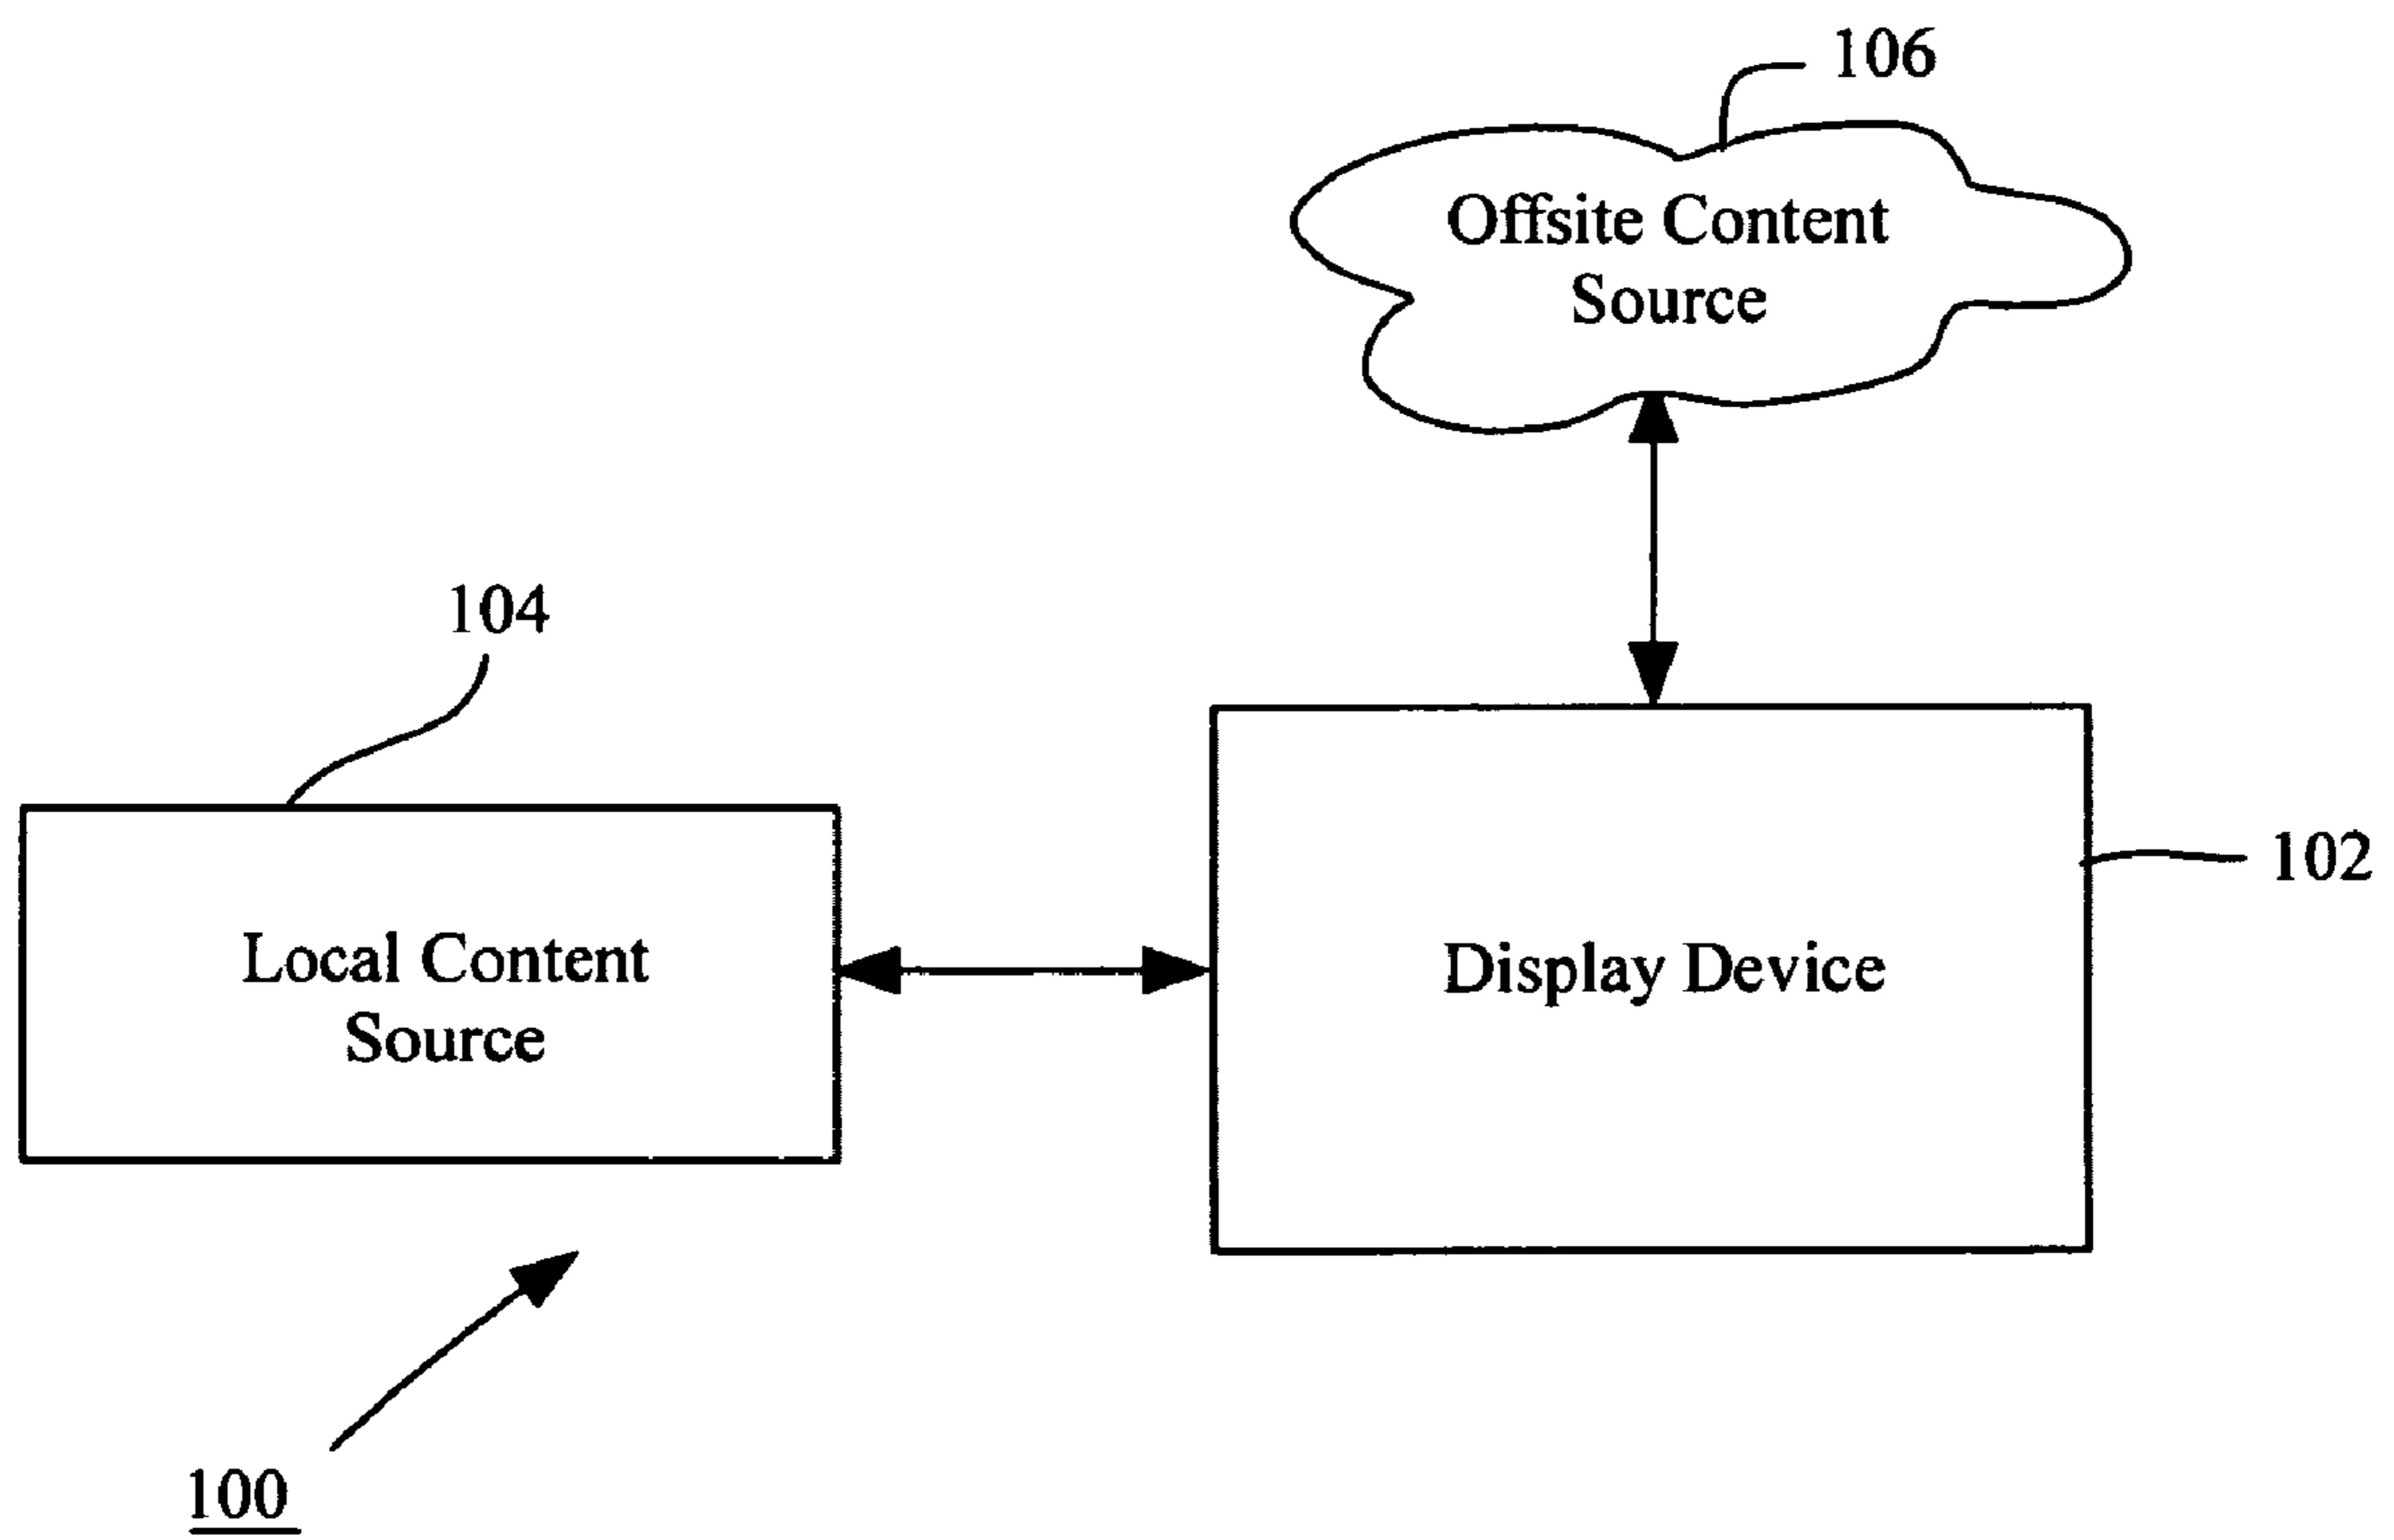 106
Offsite Content
Source
104
102
Local Content
Source
Display Device
100